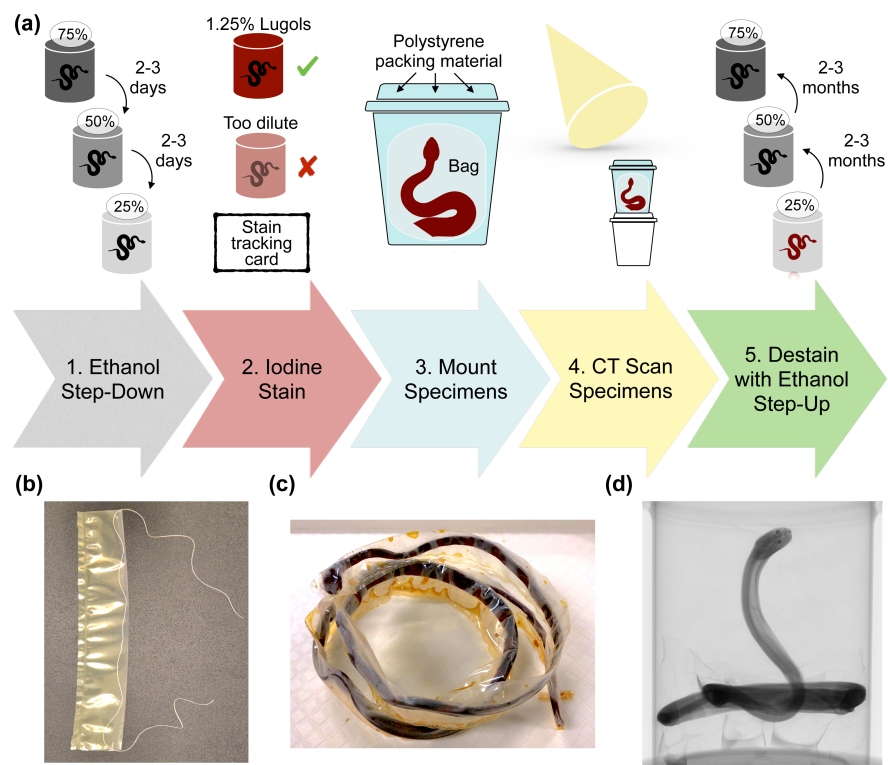 (a)
75%
2-3
days
50%
2-3
days
25%
1.25% Lugols
Too dilute
Stain
tracking
card
Polystyrene
packing material
Bag
75%
2-3
months
50%
2-3
months
25%
1. Ethanol
Step-Down
2. Iodine
Stain
3. Mount
Specimens
4. CT Scan
Specimens
5. Destain
with Ethanol
Step-Up
(b)
(c)
(d)